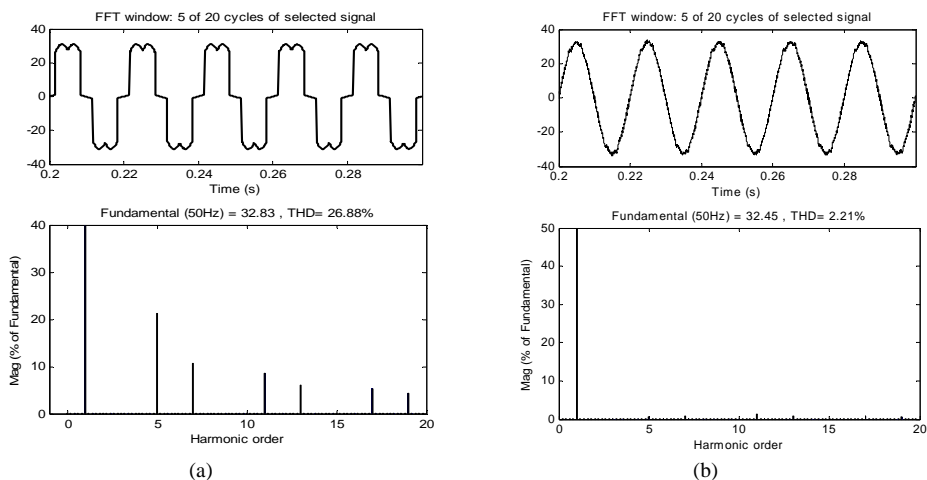 FFT window: 5 of 20 cycles of selected signal
40
20
0
-20
-40
0.2 0.22 0.24 0.26 0.28
Time (s)
Fundamental (50Hz) = 32.83 , THD= 26.88%
Mag (% of Fundamental)
40
30
20
10
0
0 5 10 15 20
Harmonic order
(a)
FFT window: 5 of 20 cycles of selected signal
40
20
0
-20
-40
0.2 0.22 0.24 0.26 0.28
Time (s)
Fundamental (50Hz) = 32.45 , THD= 2.21%
Mag (% of Fundamental)
50
40
30
20
10
0
0 5 10 15 20
Harmonic order
(b)